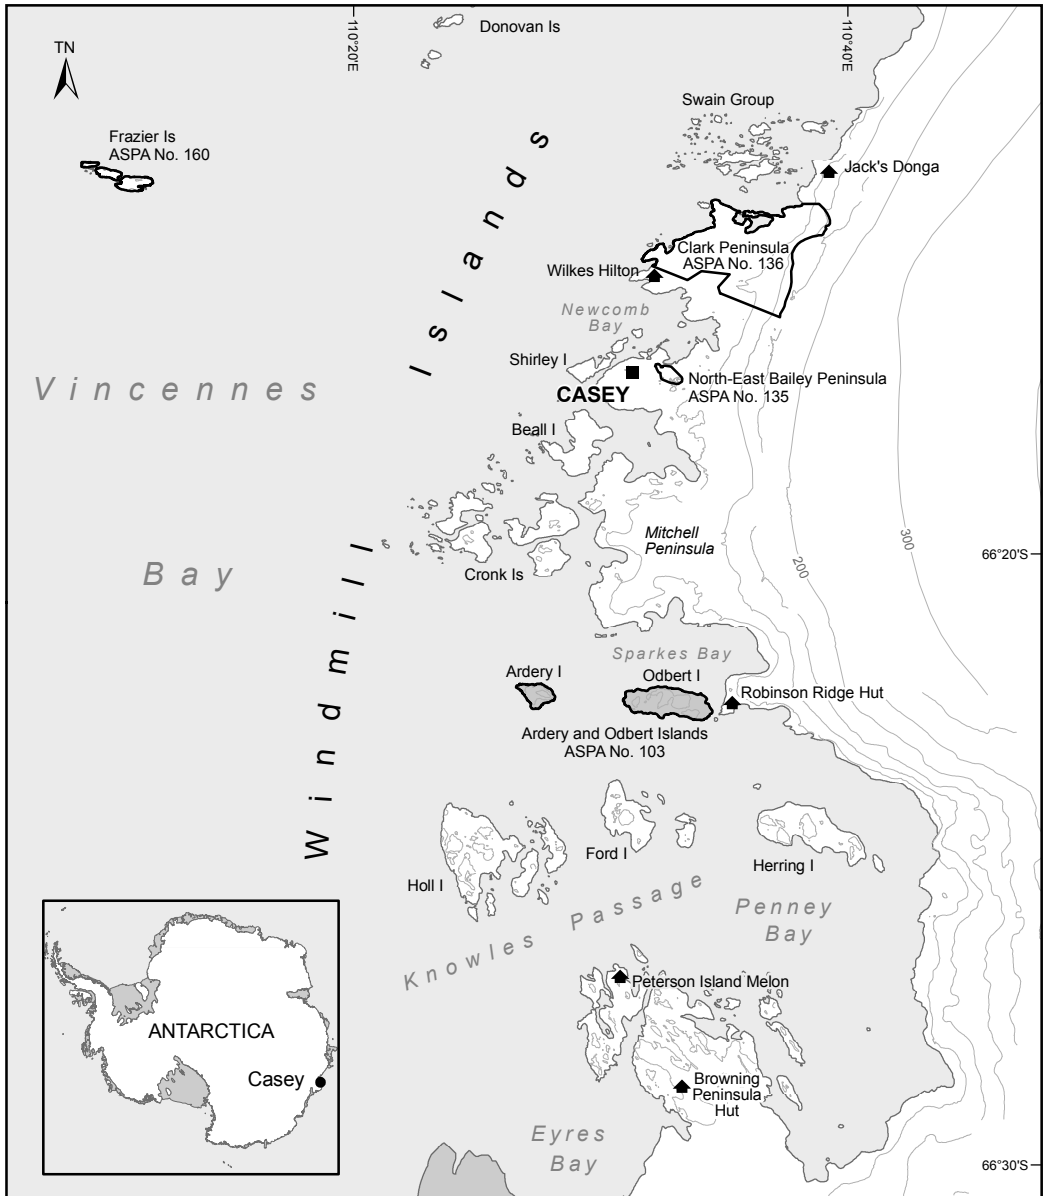 110°20'E
110°40'E
Donovan Is
TN
Swain Group
Frazier Is
ASPA No. 160
Jack's Donga
Clark Peninsula
ASPA No. 136
Wilkes Hilton
Newcomb
Bay
Shirley I
North-East Bailey Peninsula
ASPA No. 135
CASEY
Vincennes
Bay
Windmill Islands
Beall I
300
200
Mitchell
Peninsula
66°20'S
Cronk Is
Sparkes Bay
Ardery I
Odbert I
Robinson Ridge Hut
Ardery and Odbert Islands
ASPA No. 103
Ford I
Herring I
Holl I
Knowles Passage
Penney
Bay
Peterson Island Melon
Browning
Peninsula
Hut
Eyres
Bay
66°30'S
ANTARCTICA
Casey